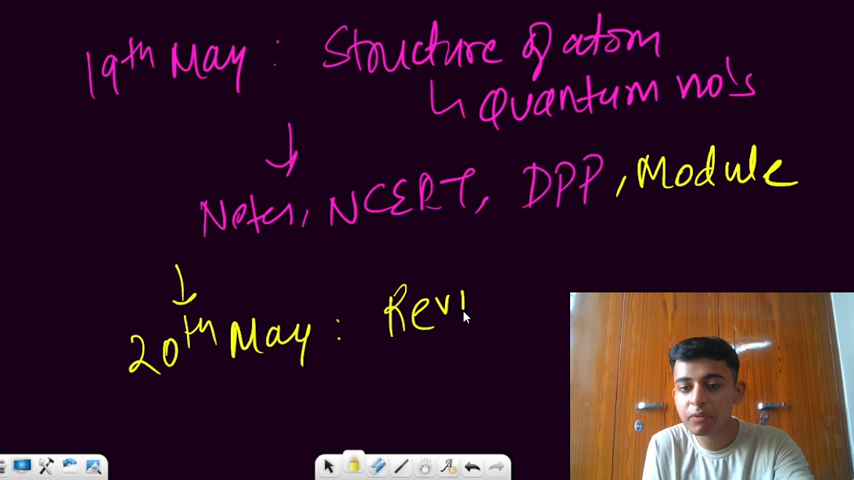 19th May : Structure of atom
↳ Quantum no's
↓
Notes, NCERT, DPP, Module
↓
20th May : Revi